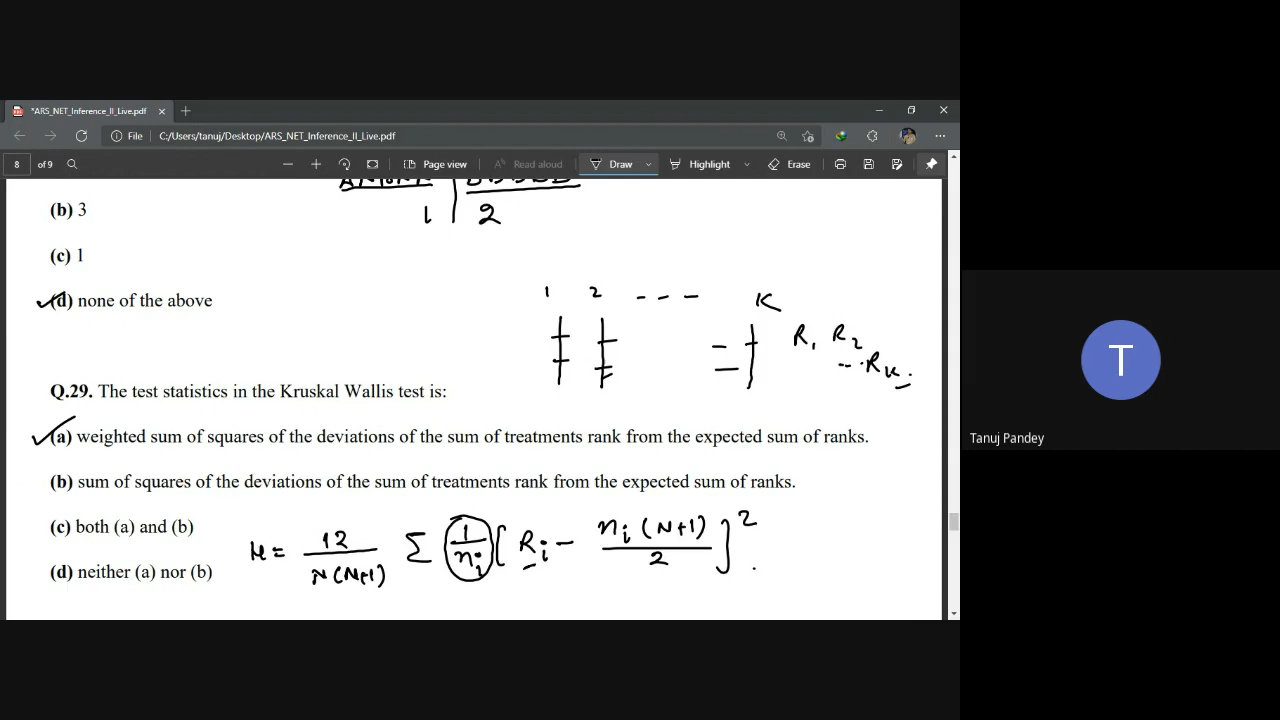 *ARS_NET_Inference_II_Live.pdf
File C:/Users/tanuj/Desktop/ARS_NET_Inference_II_Live.pdf
8 of 9 Page view Read aloud Draw Highlight Erase
(b) 3
1 2
(c) 1
(d) none of the above
1 2 - - - K
R1 R2 --- RK.
Q.29. The test statistics in the Kruskal Wallis test is:
(a) weighted sum of squares of the deviations of the sum of treatments rank from the expected sum of ranks.
(b) sum of squares of the deviations of the sum of treatments rank from the expected sum of ranks.
(c) both (a) and (b)
H = 12/N(N+1) Σ 1/ni [Ri - ni(N+1)/2]2
(d) neither (a) nor (b)
T
Tanuj Pandey